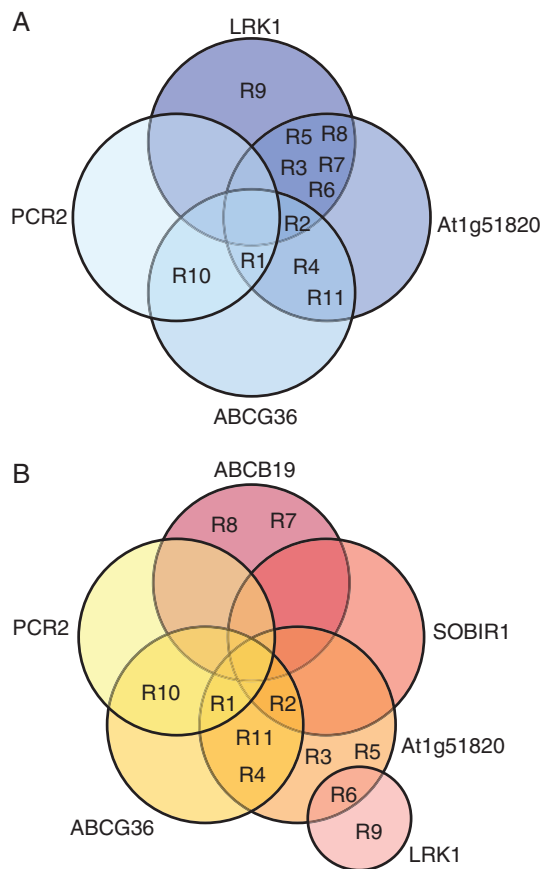 A
LRK1
R9
R5 R8
R3 R7
R6
PCR2
R2
At1g51820
R1
R10
R4
R11
ABCG36
B
ABCB19
R8 R7
PCR2
SOBIR1
R10
R1
R2
R11
R3
R5
At1g51820
R4
R6
ABCG36
R9
LRK1